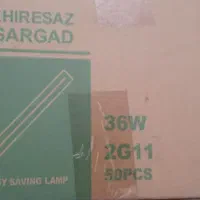 HIRESAZ
SARGAD
36W
2G11
50PCS
SAVING LAMP